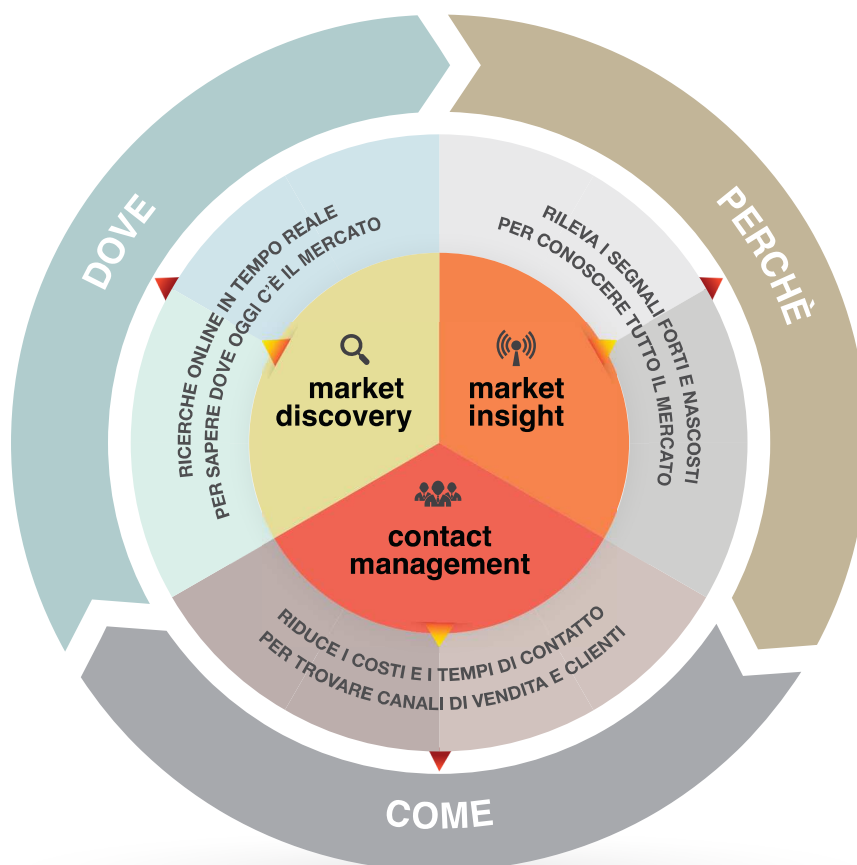 DOVE
RICERCHE ONLINE IN TEMPO REALE
PER SAPERE DOVE OGGI C'È IL MERCATO
market
discovery
PERCHÈ
RILEVA I SEGNALI FORTI E NASCOSTI
PER CONOSCERE TUTTO IL MERCATO
market
insight
contact
management
RIDUCE I COSTI E I TEMPI DI CONTATTO
PER TROVARE CANALI DI VENDITA E CLIENTI
COME